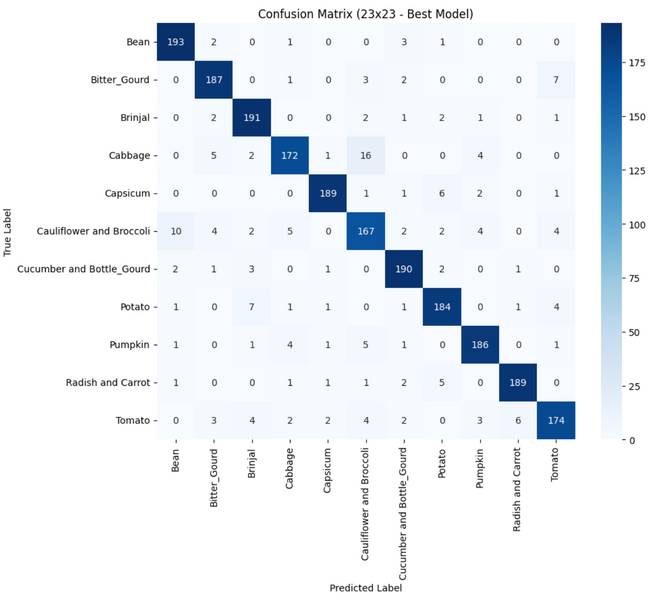 Confusion Matrix (23x23 - Best Model)
True Label
Bean 193 2 0 1 0 0 3 1 0 0 0
Bitter_Gourd 0 187 0 1 0 3 2 0 0 0 7
Brinjal 0 2 191 0 0 2 1 2 1 0 1
Cabbage 0 5 2 172 1 16 0 0 4 0 0
Capsicum 0 0 0 0 189 1 1 6 2 0 1
Cauliflower and Broccoli 10 4 2 5 0 167 2 2 4 0 4
Cucumber and Bottle_Gourd 2 1 3 0 1 0 190 2 0 1 0
Potato 1 0 7 1 1 0 1 184 0 1 4
Pumpkin 1 0 1 4 1 5 1 0 186 0 1
Radish and Carrot 1 0 0 1 1 1 2 5 0 189 0
Tomato 0 3 4 2 2 4 2 0 3 6 174
Bean
Bitter_Gourd
Brinjal
Cabbage
Capsicum
Cauliflower and Broccoli
Cucumber and Bottle_Gourd
Potato
Pumpkin
Radish and Carrot
Tomato
Predicted Label
175
150
125
100
75
50
25
0